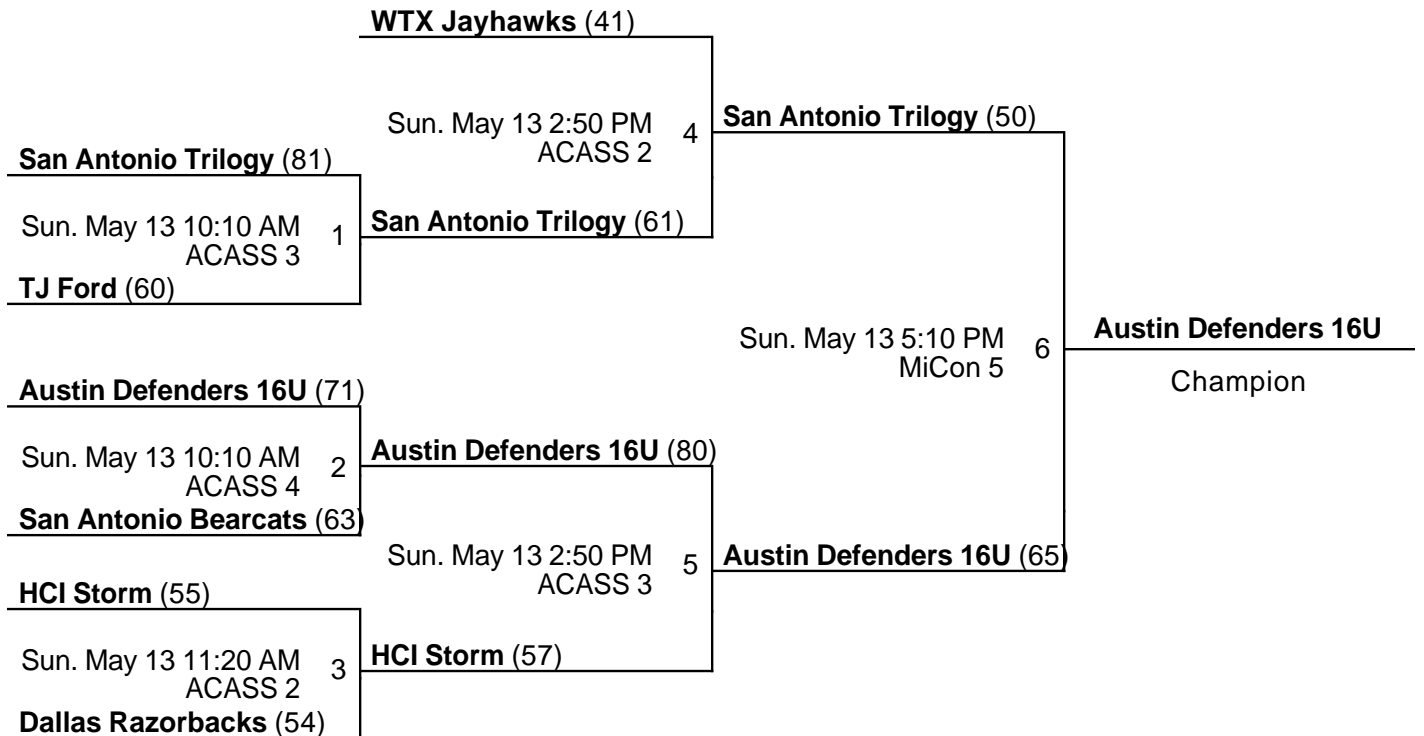 WTX Jayhawks (41)
Sun. May 13 2:50 PM
ACASS 2
4
San Antonio Trilogy (50)
San Antonio Trilogy (81)
Sun. May 13 10:10 AM
ACASS 3
1
San Antonio Trilogy (61)
TJ Ford (60)
Sun. May 13 5:10 PM
MiCon 5
6
Austin Defenders 16U
Champion
Austin Defenders 16U (71)
Sun. May 13 10:10 AM
ACASS 4
2
Austin Defenders 16U (80)
San Antonio Bearcats (63)
Sun. May 13 2:50 PM
ACASS 3
5
Austin Defenders 16U (65)
HCI Storm (55)
Sun. May 13 11:20 AM
ACASS 2
3
HCI Storm (57)
Dallas Razorbacks (54)